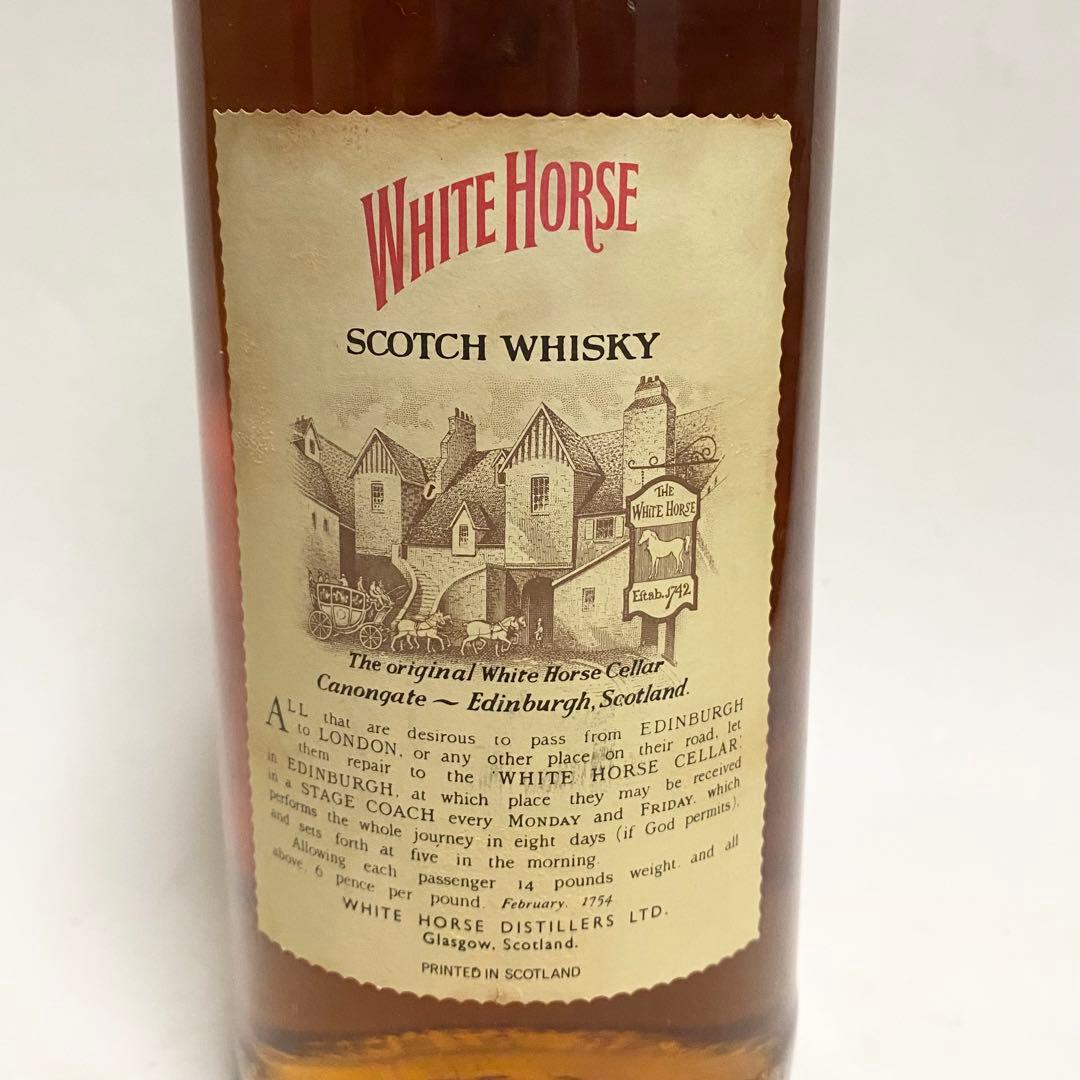 WHITE HORSE
SCOTCH WHISKY
THE
WHITE HORSE
Estab. 1742
The original White Horse Cellar
Canongate ~ Edinburgh, Scotland.
ALL that are desirous to pass from EDINBURGH
to LONDON, or any other place on their road, let
them repair to the 'WHITE HORSE CELLAR'
in EDINBURGH, at which place they may be received
in a STAGE COACH every MONDAY and FRIDAY, which
performs the whole journey in eight days (if God permits),
and sets forth at five in the morning.
Allowing each passenger 14 pounds weight, and all
above, 6 pence per pound. February, 1754
WHITE HORSE DISTILLERS LTD.
Glasgow, Scotland.
PRINTED IN SCOTLAND